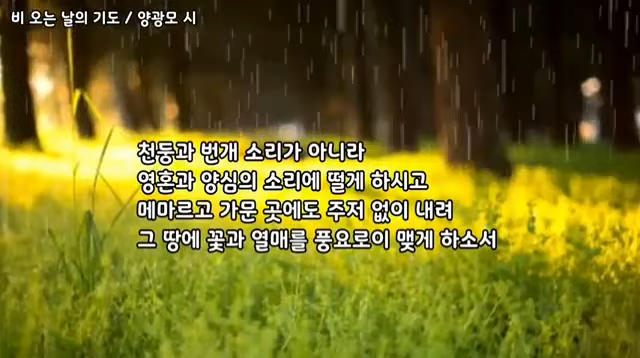 비 오는 날의 기도 / 양광모 시
천둥과 번개 소리가 아니라
영혼과 양심의 소리에 떨게 하시고
메마르고 가문 곳에도 주저 없이 내려
그 땅에 꽃과 열매를 풍요로이 맺게 하소서